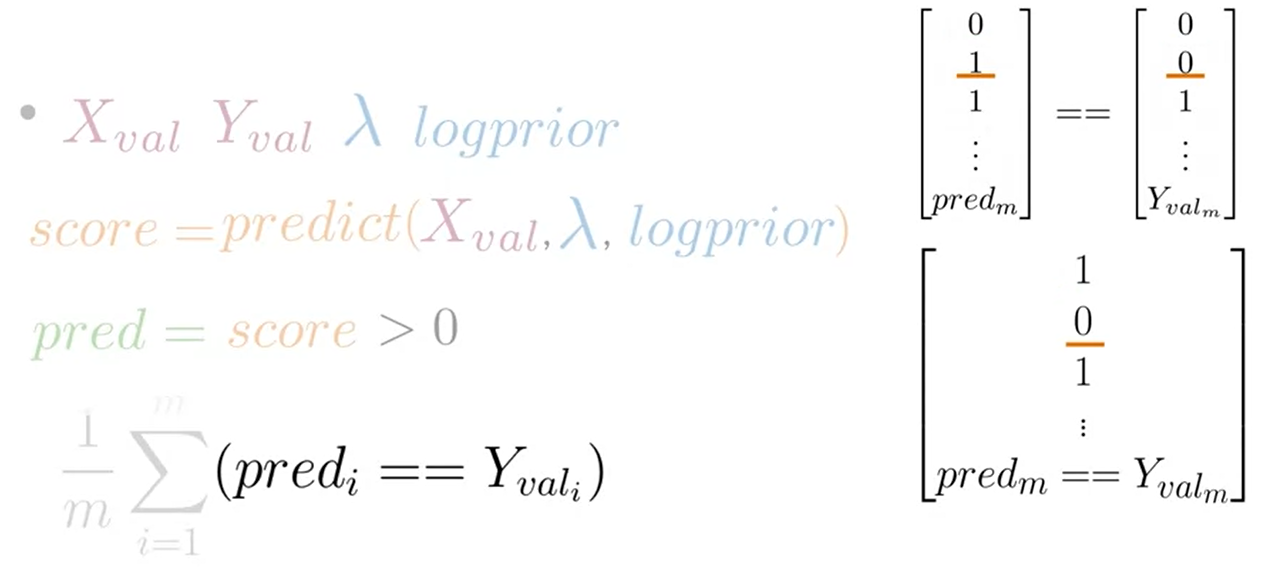 • X_val Y_val λ logprior
score = predict(X_val, λ, logprior)
pred = score > 0
1/m ∑_{i=1}^{m} (pred_i == Y_val_i)
[0 1 1 ⋮ pred_m] == [0 0 1 ⋮ Y_val_m]
[1 0 1 ⋮ pred_m == Y_val_m]